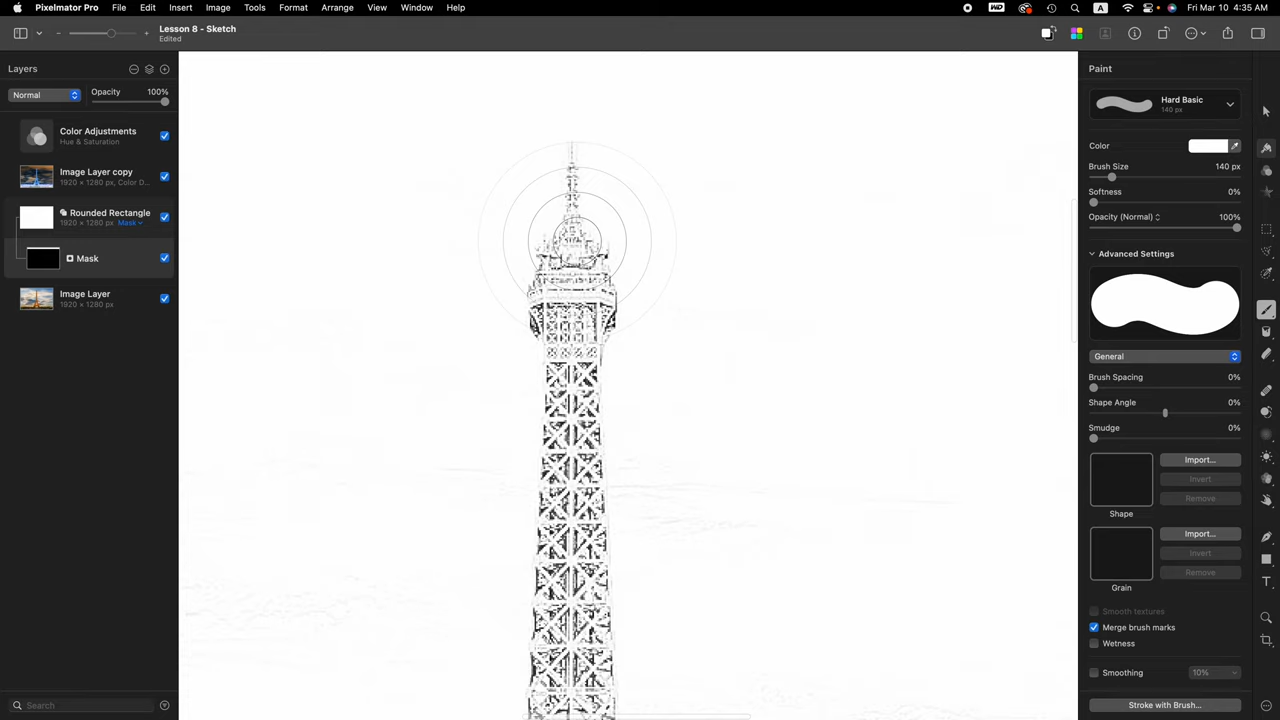 Pixelmator Pro File Edit Insert Image Tools Format Arrange View Window Help
WD A Fri Mar 10 4:35 AM
Lesson 8 - Sketch
Edited
Layers
Normal
Opacity 100%
Color Adjustments
Hue & Saturation
Image Layer copy
1920 × 1280 px, Color D...
Rounded Rectangle
1920 × 1280 px Mask
Mask
Image Layer
1920 × 1280 px
Search
Paint
Hard Basic
140 px
Color
Brush Size 140 px
Softness 0%
Opacity (Normal) 100%
Advanced Settings
General
Brush Spacing 0%
Shape Angle 0%
Smudge 0%
Import...
Invert
Remove
Shape
Import...
Invert
Remove
Grain
Smooth textures
Merge brush marks
Wetness
Smoothing 10%
Stroke with Brush...
T